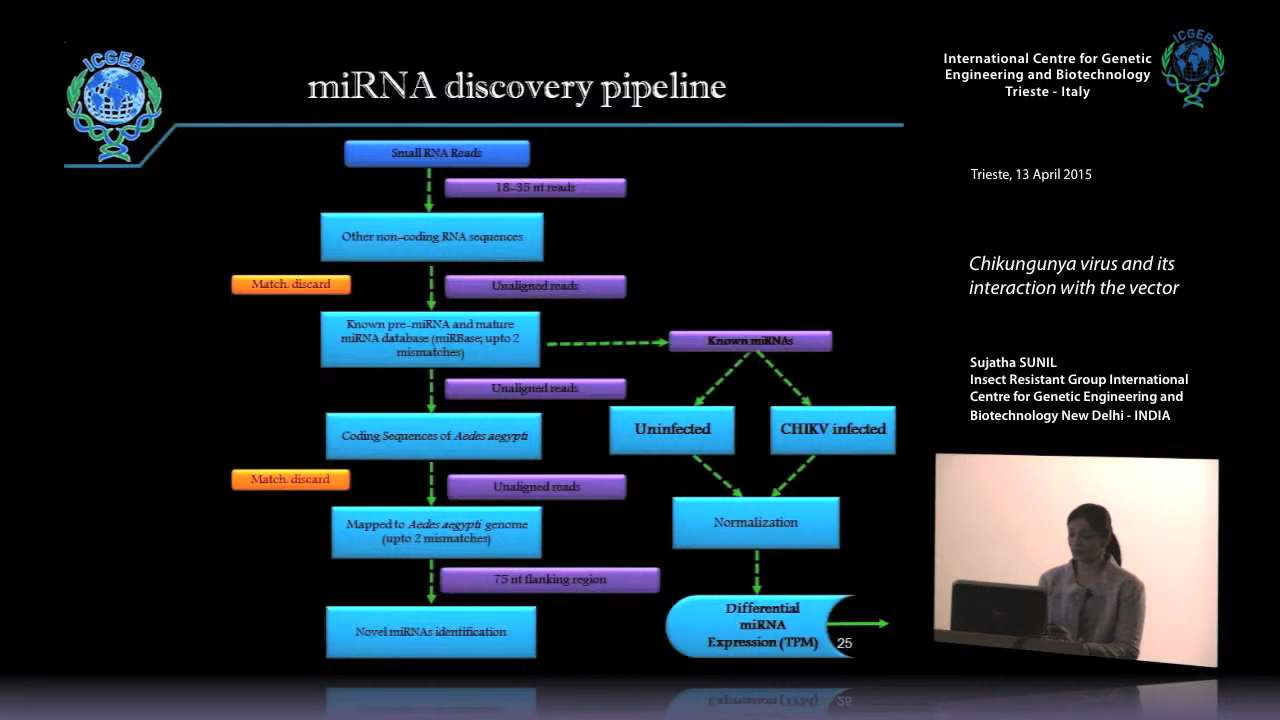 ICGEB
miRNA discovery pipeline
Small RNA Reads
18-35 nt reads
Other non-coding RNA sequences
Match. discard
Unaligned reads
Known pre-miRNA and mature
miRNA database (miRBase; upto 2
mismatches)
Known miRNAs
Unaligned reads
Uninfected
CHIKV infected
Coding Sequences of Aedes aegypti
Match. discard
Unaligned reads
Mapped to Aedes aegypti genome
(upto 2 mismatches)
Normalization
75 nt flanking region
Novel miRNAs identification
Differential
miRNA
Expression (TPM)
25
International Centre for Genetic
Engineering and Biotechnology
Trieste - Italy
ICGEB
Trieste, 13 April 2015
Chikungunya virus and its
interaction with the vector
Sujatha SUNIL
Insect Resistant Group International
Centre for Genetic Engineering and
Biotechnology New Delhi - INDIA